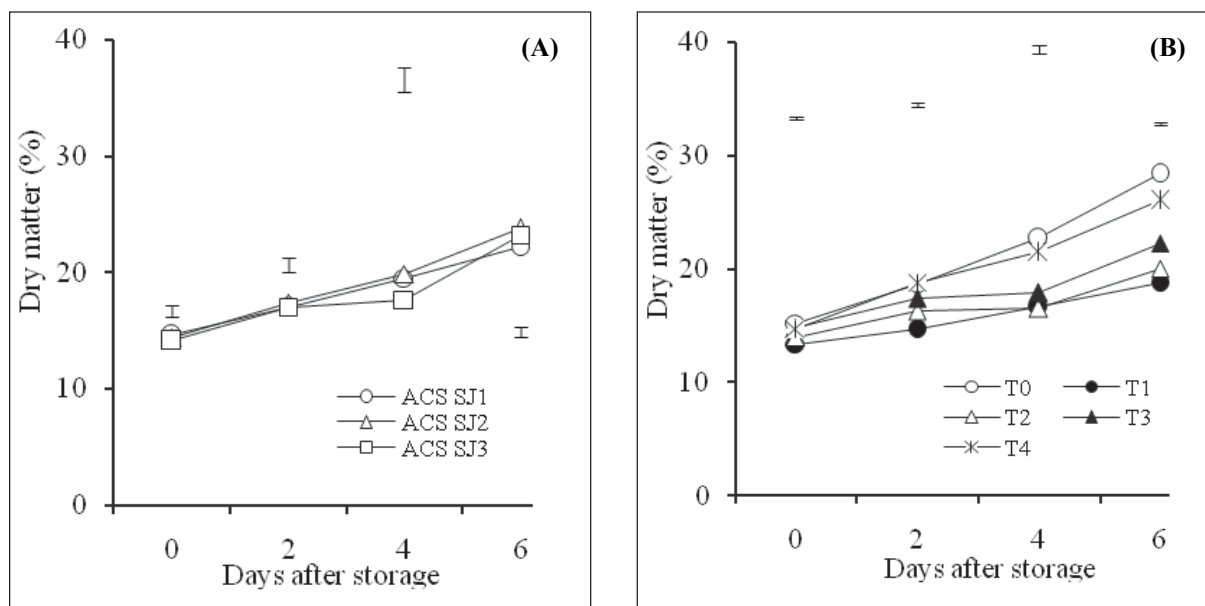 (A)
40
30
20
10
0
Dry matter (%)
ACS SJ1
ACS SJ2
ACS SJ3
0 2 4 6
Days after storage
(B)
40
30
20
10
0
Dry matter (%)
T0 T1
T2 T3
T4
0 2 4 6
Days after storage